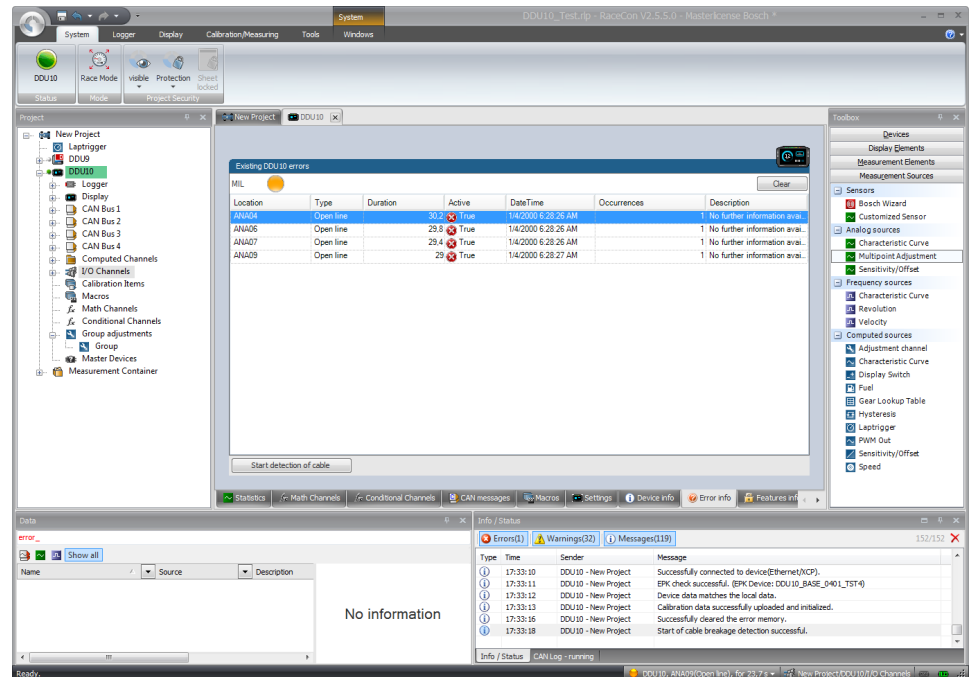 System
DDU10_Test.rlp - RaceCon V2.5.5.0 - Masterlicense Bosch *
System Logger Display Calibration/Measuring Tools Windows
DDU10 Race Mode visible Protection Sheet locked
Status Mode Project Security
Project
New Project
Laptrigger
DDU9
DDU10
Logger
Display
CAN Bus 1
CAN Bus 2
CAN Bus 3
CAN Bus 4
Computed Channels
I/O Channels
Calibration Items
Macros
Math Channels
Conditional Channels
Group adjustments
Group
Master Devices
Measurement Container
New Project DDU10
Existing DDU10 errors
MIL Clear
Location Type Duration Active DateTime Occurrences Description
ANA04 Open line 30,2 True 1/4/2000 6:28:26 AM 1 No further information avai...
ANA06 Open line 29,8 True 1/4/2000 6:28:26 AM 1 No further information avai...
ANA07 Open line 29,4 True 1/4/2000 6:28:26 AM 1 No further information avai...
ANA09 Open line 29 True 1/4/2000 6:28:27 AM 1 No further information avai...
Start detection of cable
Statistics Math Channels Conditional Channels CAN messages Macros Settings Device info Error info Features inf
Toolbox
Devices
Display Elements
Measurement Elements
Measurement Sources
Sensors
Bosch Wizard
Customized Sensor
Analog sources
Characteristic Curve
Multipoint Adjustment
Sensitivity/Offset
Frequency sources
Characteristic Curve
Revolution
Velocity
Computed sources
Adjustment channel
Characteristic Curve
Display Switch
Fuel
Gear Lookup Table
Hysteresis
Laptrigger
PWM Out
Sensitivity/Offset
Speed
Data
error_
Show all
Name Source Description
No information
Info / Status
Errors(1) Warnings(32) Messages(119) 152/152
Type Time Sender Message
17:33:10 DDU10 - New Project Successfully connected to device(Ethernet/XCP).
17:33:11 DDU10 - New Project EPK check successful. (EPK Device: DDU10_BASE_0401_TST4)
17:33:12 DDU10 - New Project Device data matches the local data.
17:33:13 DDU10 - New Project Calibration data successfully uploaded and initialized.
17:33:16 DDU10 - New Project Successfully cleared the error memory.
17:33:18 DDU10 - New Project Start of cable breakage detection successful.
Info / Status CAN Log - running
Ready. DDU10, ANA09(Open line), for 23,7 s New Project/DDU10/I/O Channels